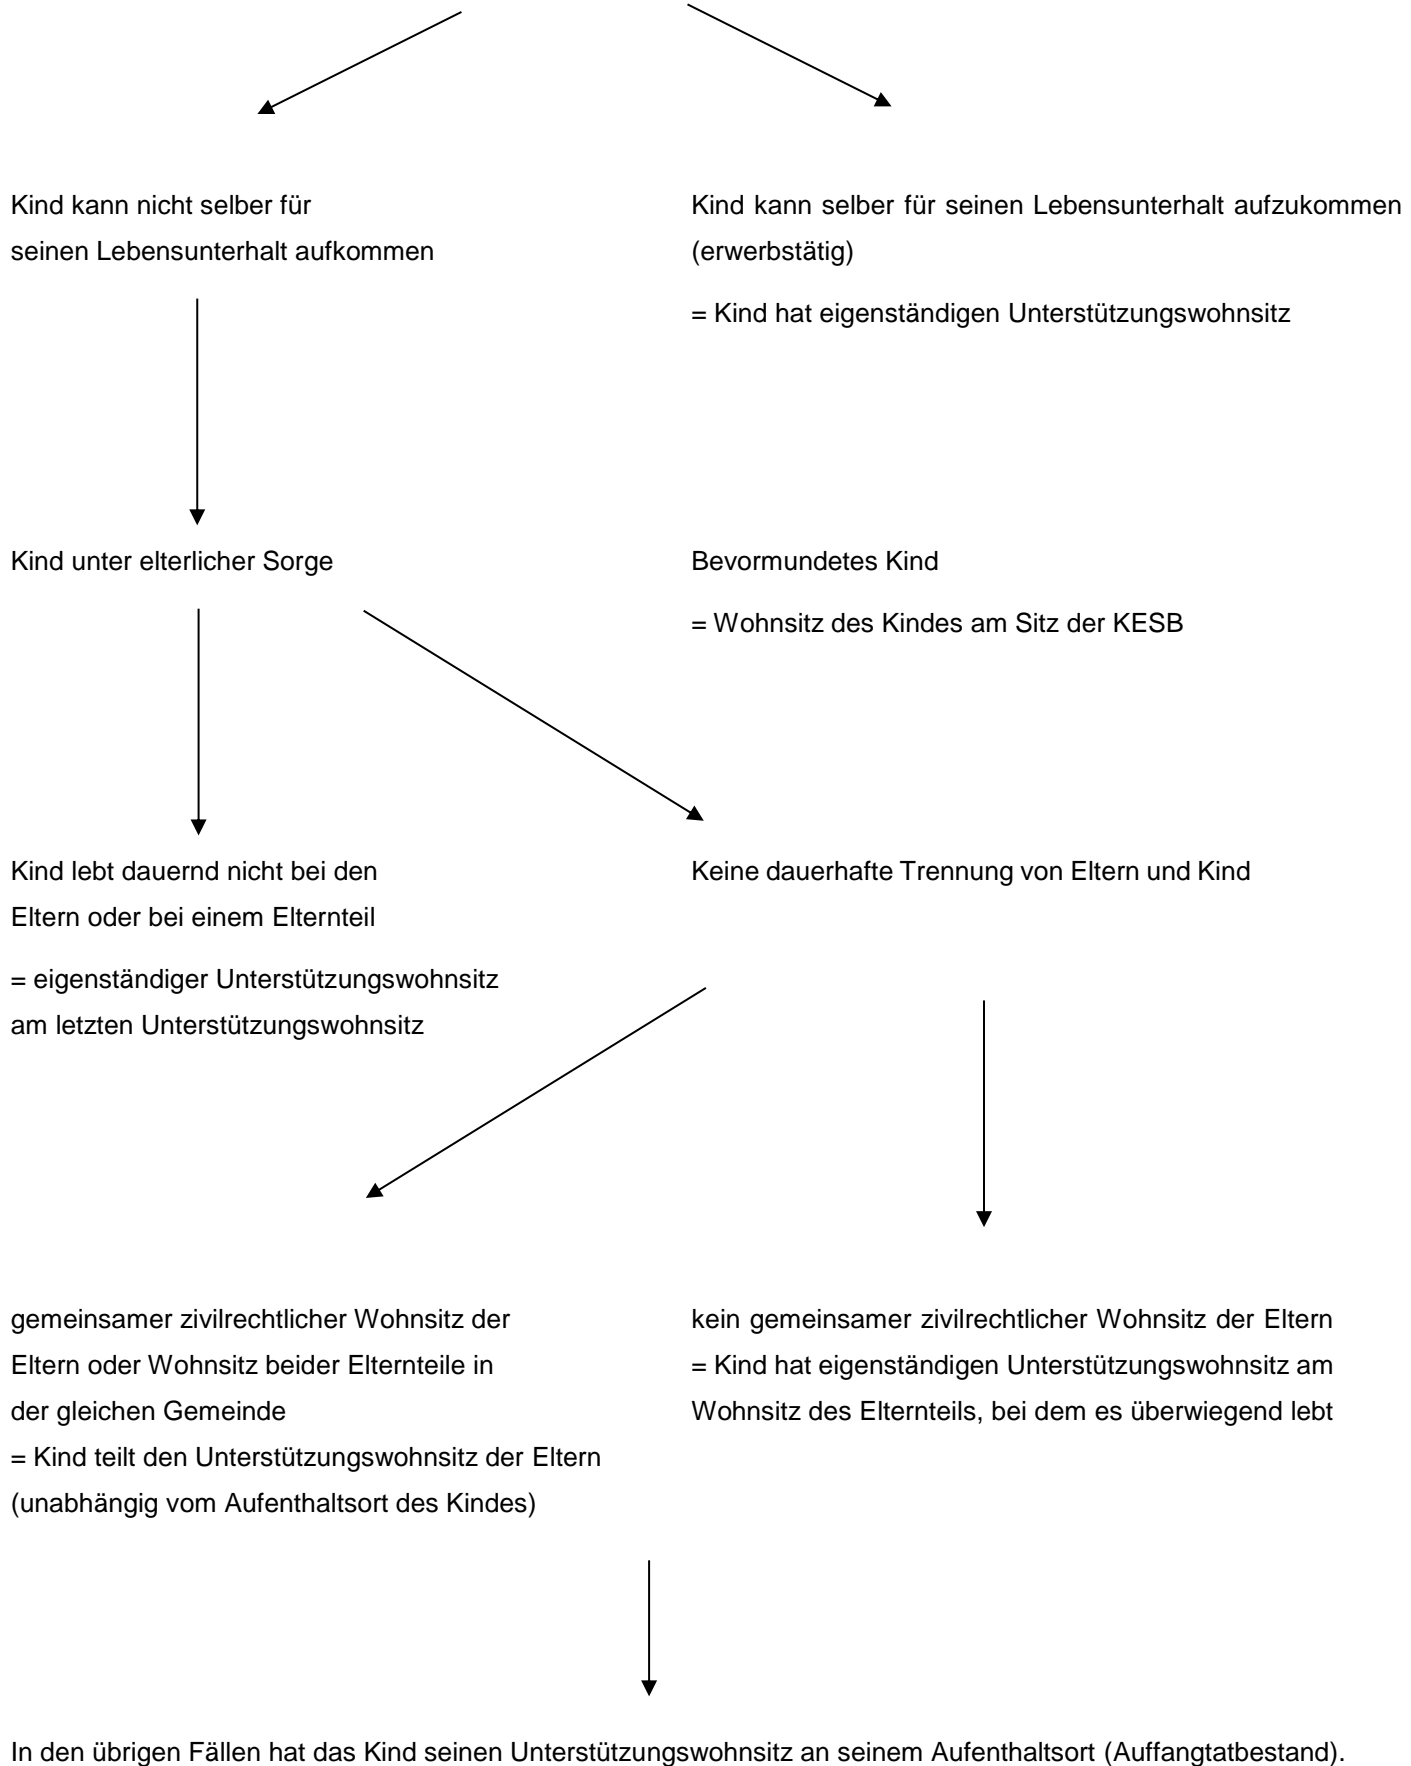 Kind kann nicht selber für
seinen Lebensunterhalt aufkommen
Kind kann selber für seinen Lebensunterhalt aufzukommen
(erwerbstätig)
= Kind hat eigenständigen Unterstützungswohnsitz
Kind unter elterlicher Sorge
Bevormundetes Kind
= Wohnsitz des Kindes am Sitz der KESB
Kind lebt dauernd nicht bei den
Eltern oder bei einem Elternteil
= eigenständiger Unterstützungswohnsitz
am letzten Unterstützungswohnsitz
Keine dauerhafte Trennung von Eltern und Kind
gemeinsamer zivilrechtlicher Wohnsitz der
Eltern oder Wohnsitz beider Elternteile in
der gleichen Gemeinde
= Kind teilt den Unterstützungswohnsitz der Eltern
(unabhängig vom Aufenthaltsort des Kindes)
kein gemeinsamer zivilrechtlicher Wohnsitz der Eltern
= Kind hat eigenständigen Unterstützungswohnsitz am
Wohnsitz des Elternteils, bei dem es überwiegend lebt
In den übrigen Fällen hat das Kind seinen Unterstützungswohnsitz an seinem Aufenthaltsort (Auffangtatbestand).